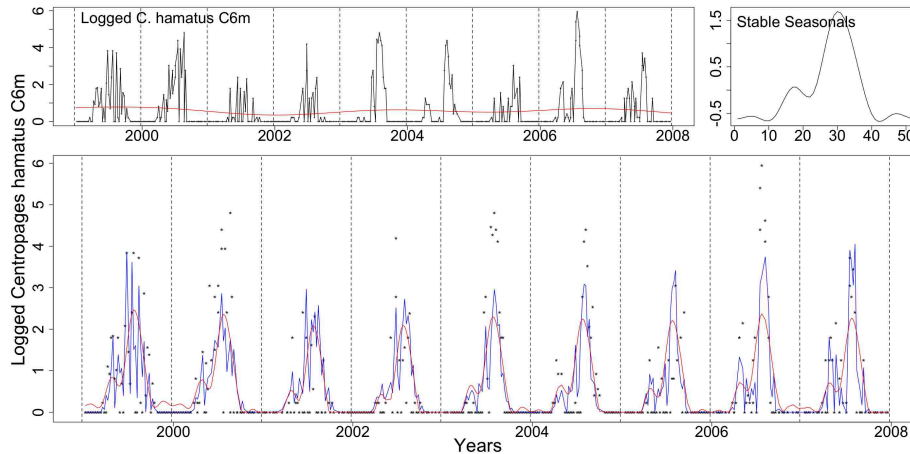 Logged C. hamatus C6m
0 2 4 6
2000 2002 2004 2006 2008
Stable Seasonals
-0.5 0.5 1.5
0 10 20 30 40 50
Logged Centropages hamatus C6m
0 1 2 3 4 5 6
2000 2002 2004 2006 2008
Years